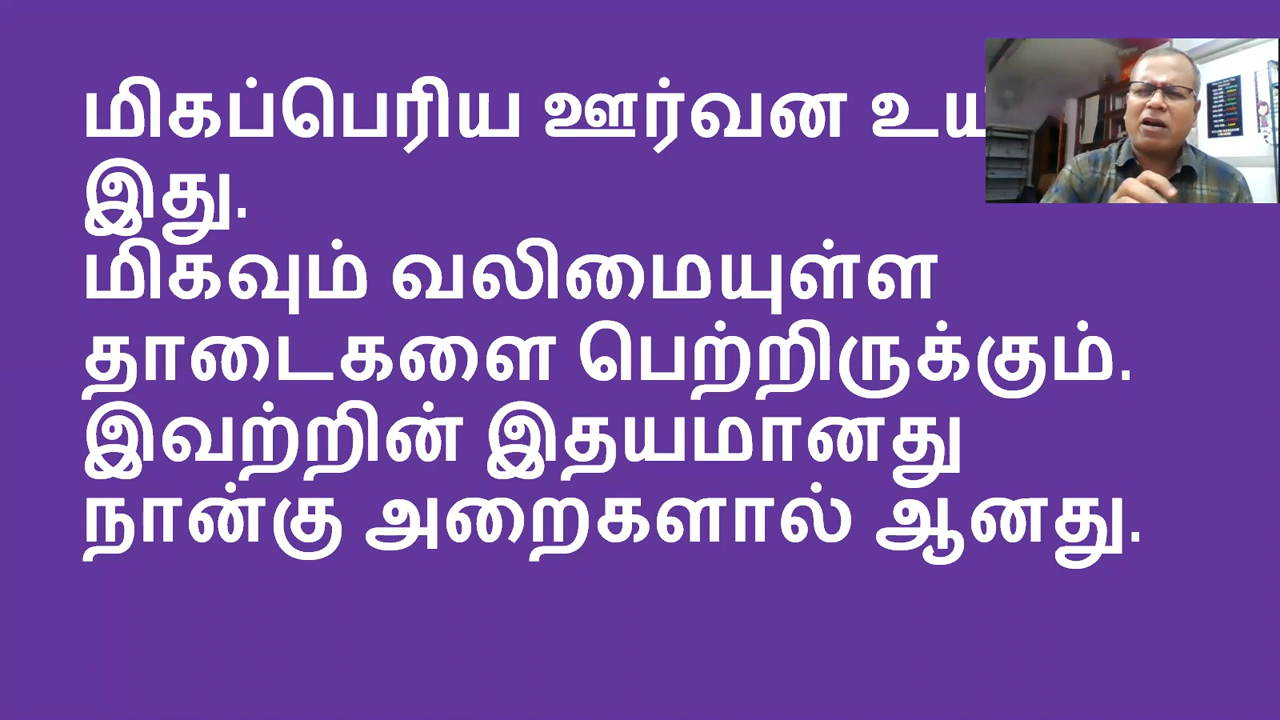 மிகப்பெரிய ஊர்வன
இது.
மிகவும் வலிமையுள்ள
தாடைகளை பெற்றிருக்கும்.
இவற்றின் இதயமானது
நான்கு அறைகளால் ஆனது.